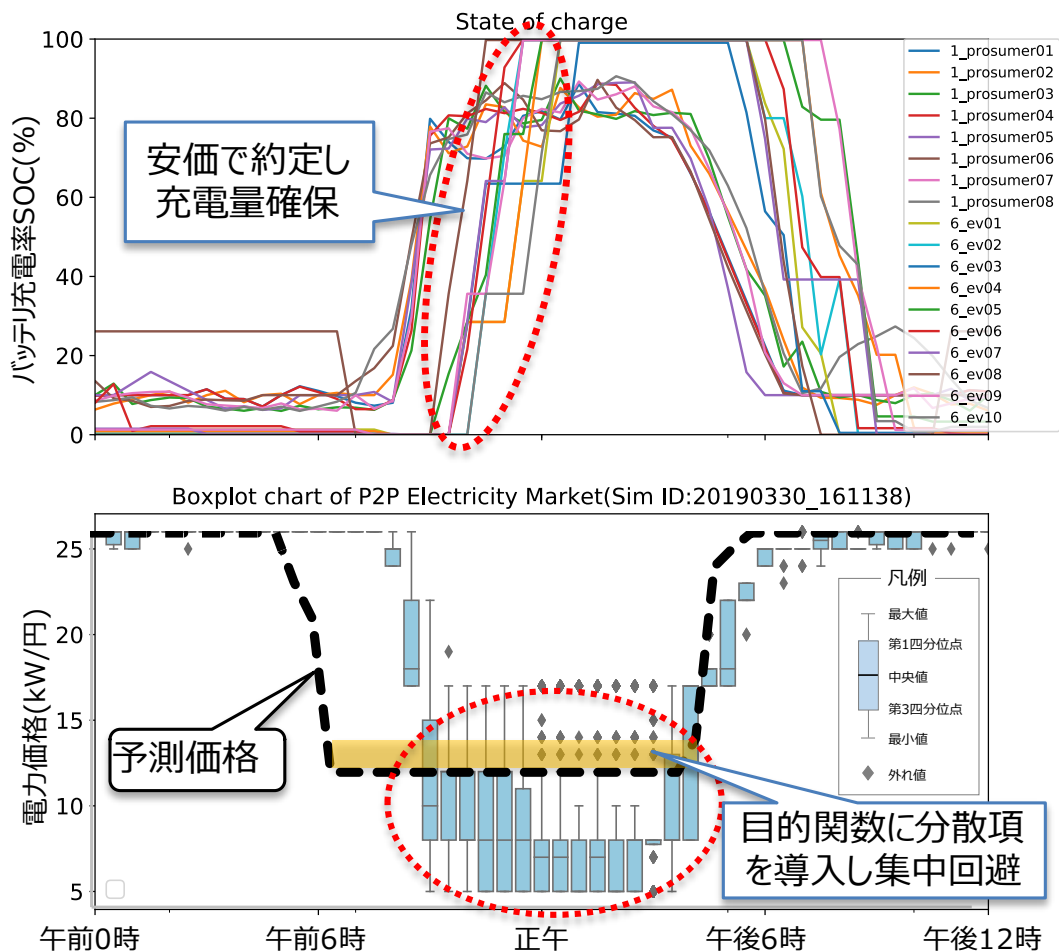 State of charge
100
80
60
40
20
0
バッテリ充電率SOC(%)
安価で約定し
充電量確保
1_prosumer01
1_prosumer02
1_prosumer03
1_prosumer04
1_prosumer05
1_prosumer06
1_prosumer07
1_prosumer08
6_ev01
6_ev02
6_ev03
6_ev04
6_ev05
6_ev06
6_ev07
6_ev08
6_ev09
6_ev10
Boxplot chart of P2P Electricity Market(Sim ID:20190330_161138)
25
20
15
10
5
電力価格(kW/円)
予測価格
凡例
最大値
第1四分位点
中央値
第3四分位点
最小値
外れ値
目的関数に分散項
を導入し集中回避
午前0時
午前6時
正午
午後6時
午後12時